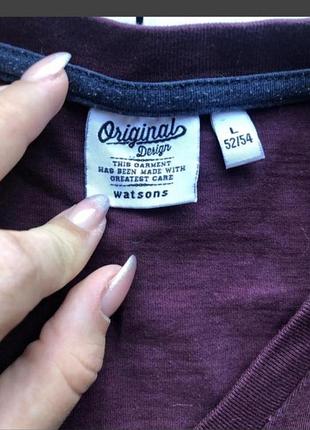 Original
Design
THIS GARMENT
HAS BEEN MADE WITH
GREATEST CARE
watsons
L
52/54